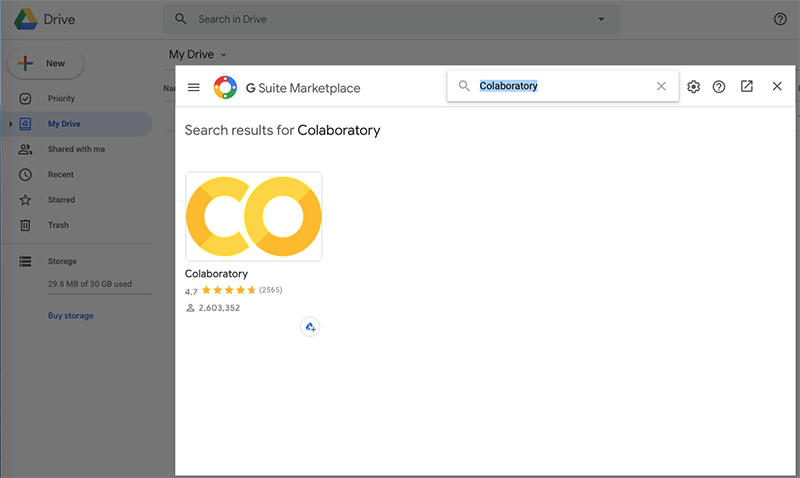 Drive
Search in Drive
New
My Drive
Priority
My Drive
Shared with me
Recent
Starred
Trash
Storage
29.8 MB of 30 GB used
Buy storage
G Suite Marketplace
Colaboratory
Search results for Colaboratory
CO
Colaboratory
4.7 (2565)
2,603,352